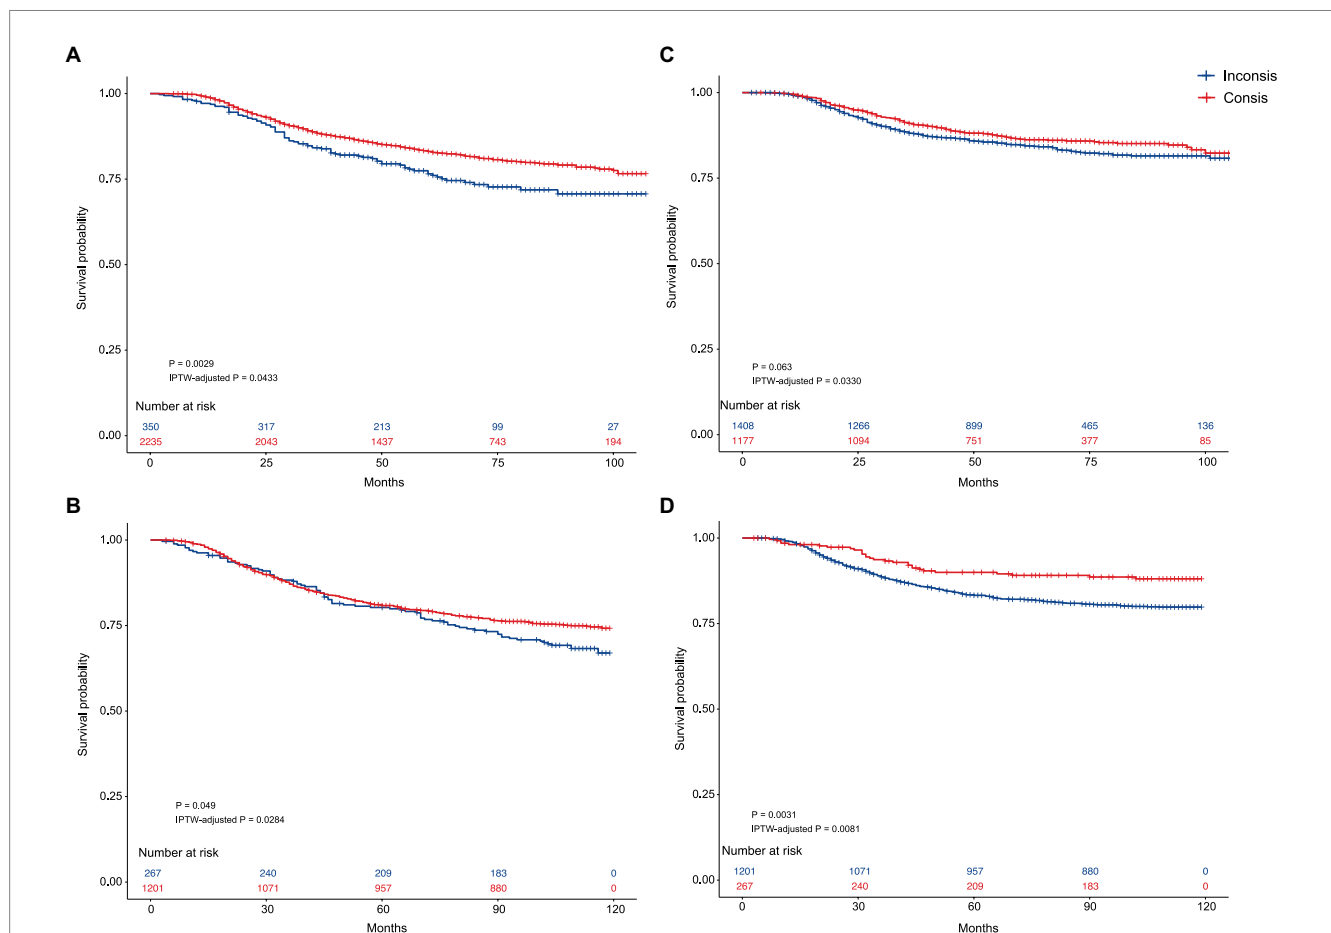 A
1.00
0.75
0.50
0.25
0.00
Survival probability
P = 0.0029
IPTW-adjusted P = 0.0433
Number at risk
350 317 213 99 27
2235 2043 1437 743 194
0 25 50 75 100
Months
C
Inconsis
Consis
1.00
0.75
0.50
0.25
0.00
Survival probability
P = 0.063
IPTW-adjusted P = 0.0330
Number at risk
1408 1266 899 465 136
1177 1094 751 377 85
0 25 50 75 100
Months
B
1.00
0.75
0.50
0.25
0.00
Survival probability
P = 0.049
IPTW-adjusted P = 0.0284
Number at risk
267 240 209 183 0
1201 1071 957 880 0
0 30 60 90 120
Months
D
1.00
0.75
0.50
0.25
0.00
Survival probability
P = 0.0031
IPTW-adjusted P = 0.0081
Number at risk
1201 1071 957 880 0
267 240 209 183 0
0 30 60 90 120
Months